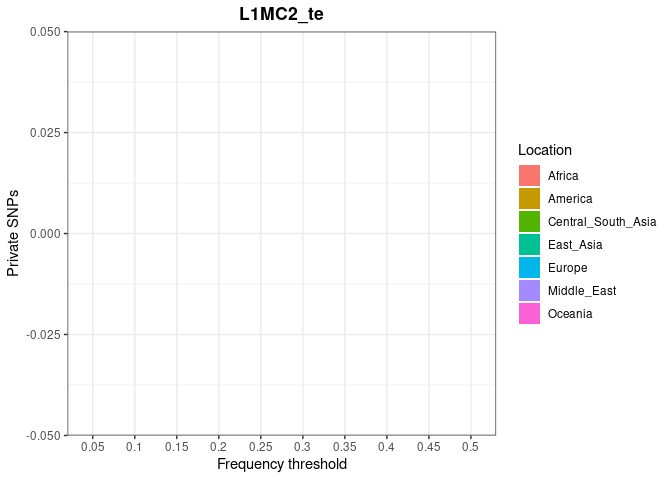 L1MC2_te
0.050
0.025
0.000
-0.025
-0.050
Private SNPs
0.05 0.1 0.15 0.2 0.25 0.3 0.35 0.4 0.45 0.5
Frequency threshold
Location
Africa
America
Central_South_Asia
East_Asia
Europe
Middle_East
Oceania